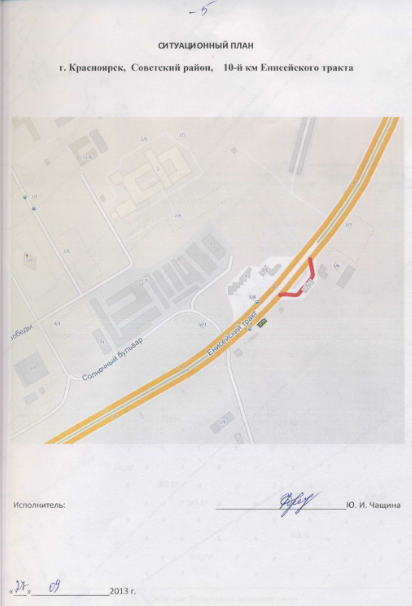 - 5
СИТУАЦИОННЫЙ ПЛАН
г. Красноярск, Советский район, 10-й км Енисейского тракта
победы
Солнечный бульвар
Енисейский тракт
Исполнитель: Ю. И. Чащина
«27» 09 2013 г.